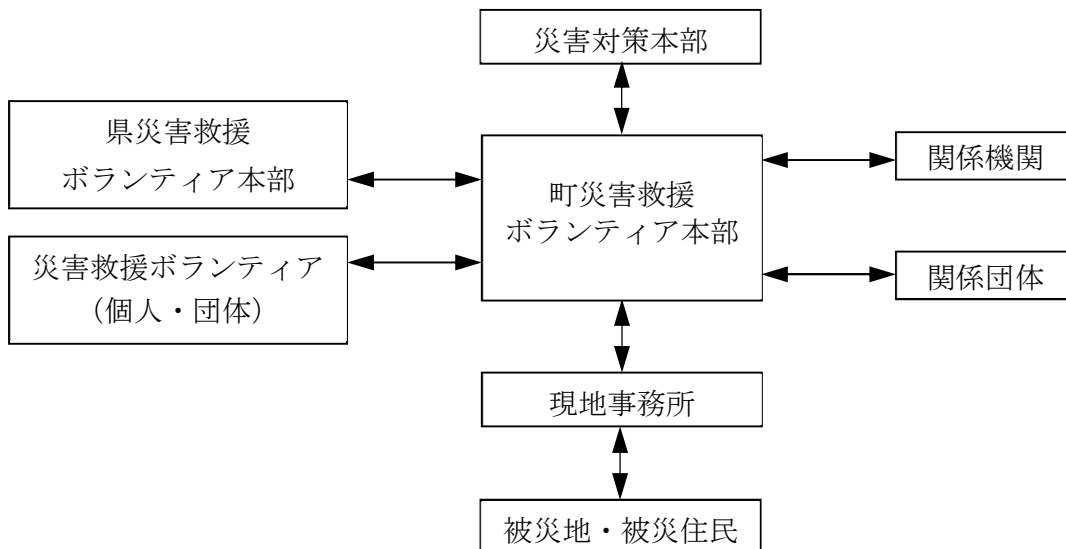 災害対策本部
県災害救援
ボランティア本部
町災害救援
ボランティア本部
関係機関
災害救援ボランティア
（個人・団体）
関係団体
現地事務所
被災地・被災住民